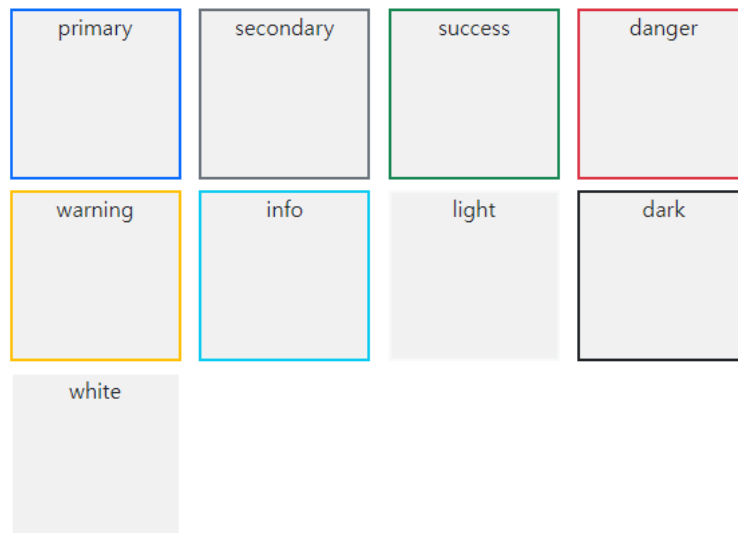 primary secondary success danger
warning info light dark
white